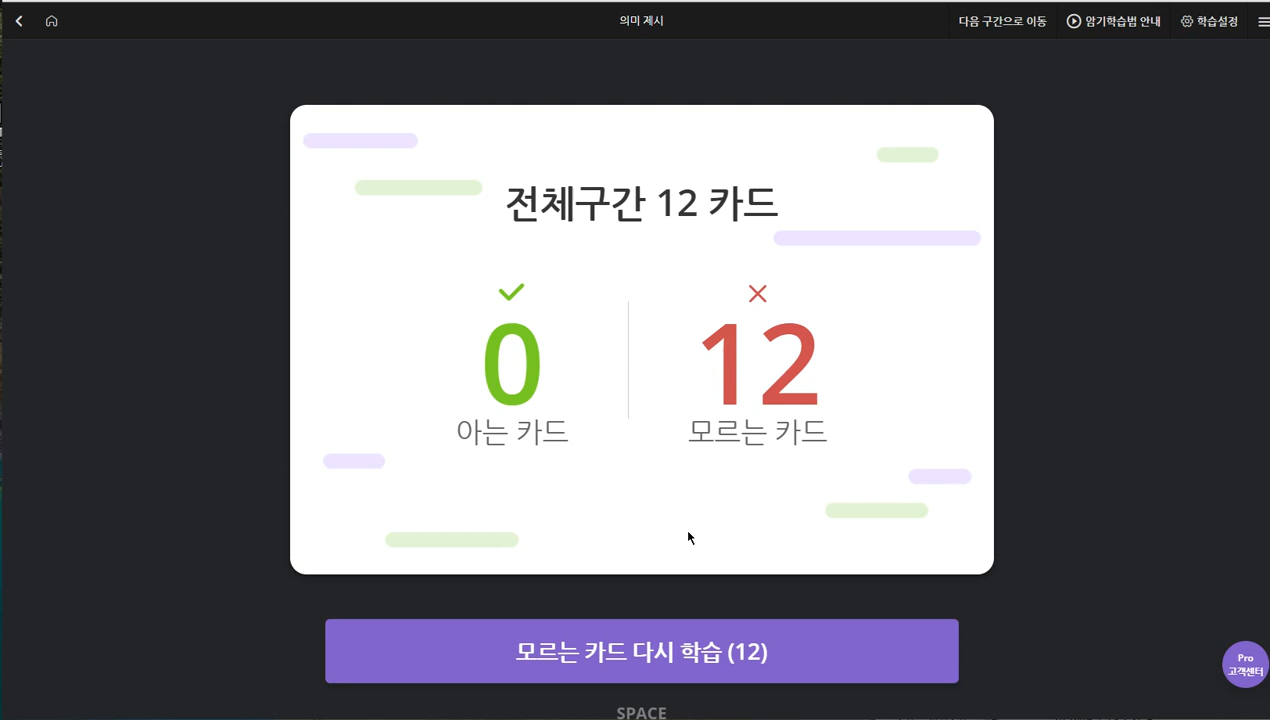 의미 제시
다음 구간으로 이동
암기학습법 안내
학습설정
전체구간 12 카드
0
12
아는 카드
모르는 카드
모르는 카드 다시 학습 (12)
Pro
고객센터
SPACE